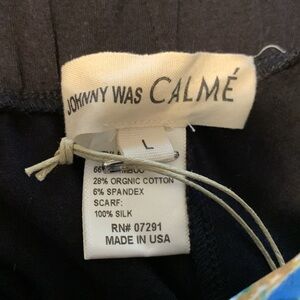 JOHNNY WAS CALMÉ
L
28% ORGNIC COTTON
6% SPANDEX
SCARF:
100% SILK
RN# 07291
MADE IN USA